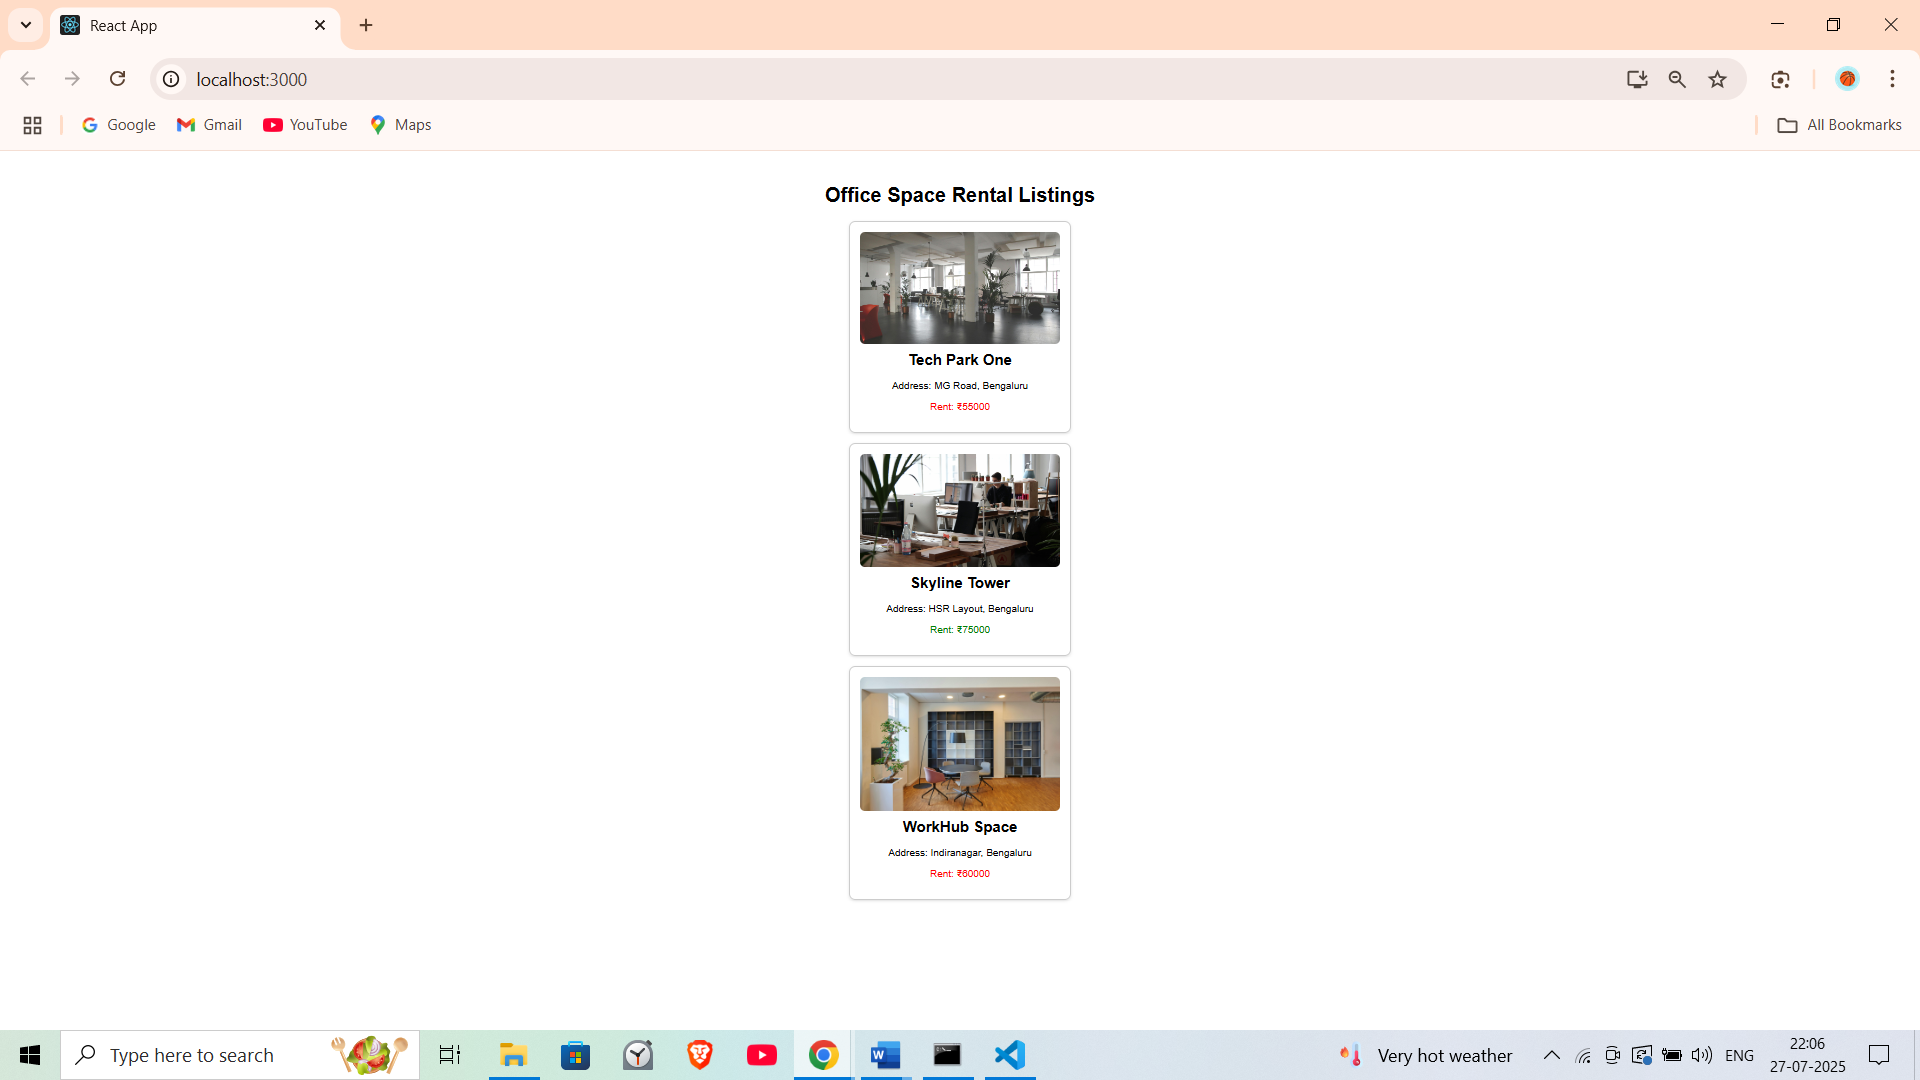 React App
localhost:3000
Google
Gmail
YouTube
Maps
All Bookmarks
Office Space Rental Listings
Tech Park One
Address: MG Road, Bengaluru
Rent: ₹55000
Skyline Tower
Address: HSR Layout, Bengaluru
Rent: ₹75000
WorkHub Space
Address: Indiranagar, Bengaluru
Rent: ₹60000
Type here to search
Very hot weather
ENG
22:06
27-07-2025